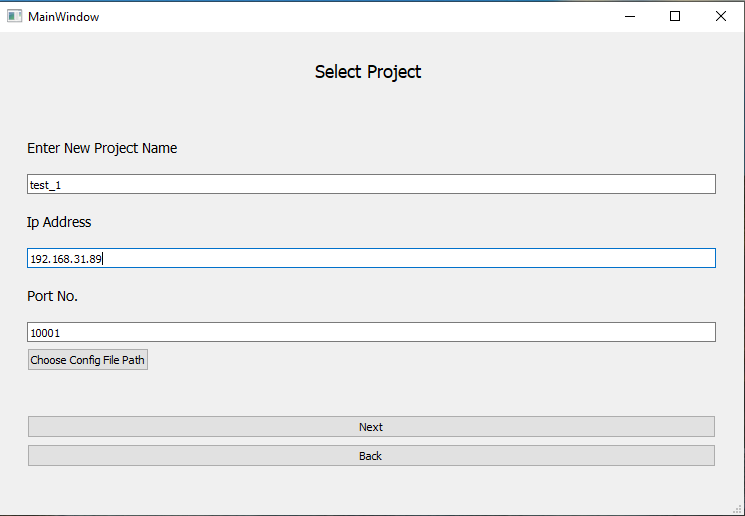 MainWindow
Select Project
Enter New Project Name
test_1
Ip Address
192.168.31.89
Port No.
10001
Choose Config File Path
Next
Back